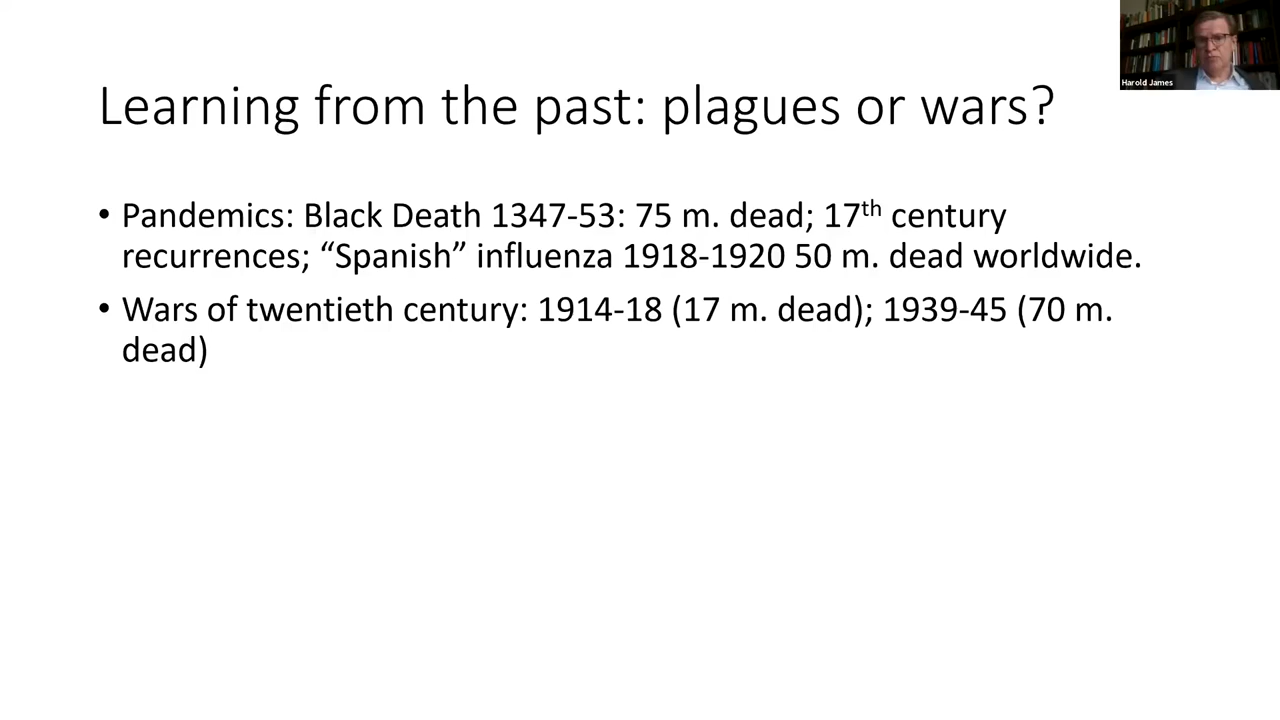 Harold James
Learning from the past: plagues or wars?
• Pandemics: Black Death 1347-53: 75 m. dead; 17th century
recurrences; “Spanish” influenza 1918-1920 50 m. dead worldwide.
• Wars of twentieth century: 1914-18 (17 m. dead); 1939-45 (70 m.
dead)